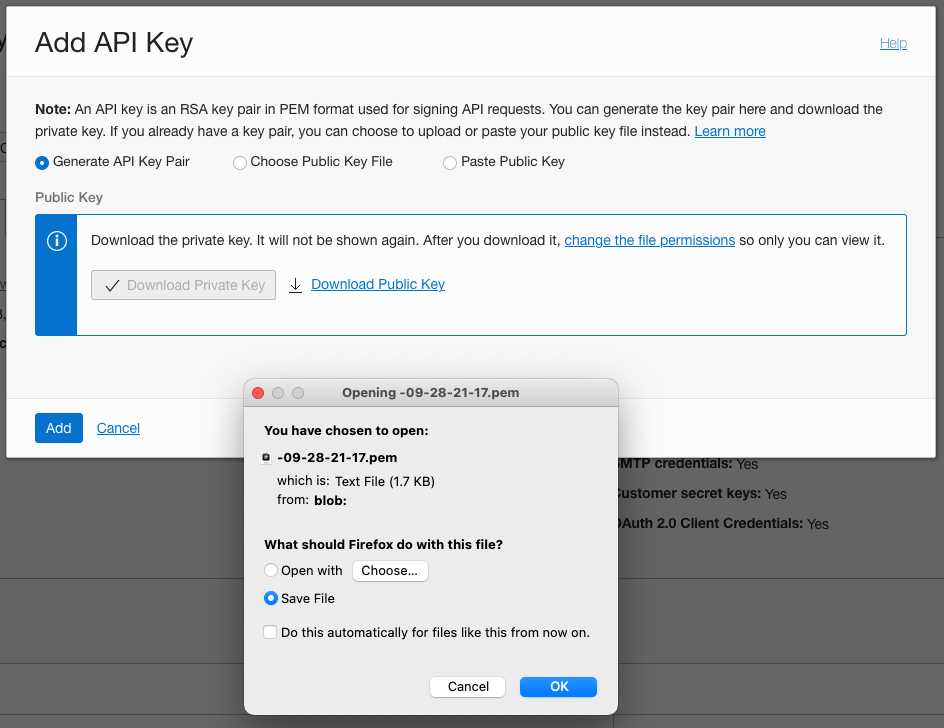 Add API Key
Help
Note: An API key is an RSA key pair in PEM format used for signing API requests. You can generate the key pair here and download the
private key. If you already have a key pair, you can choose to upload or paste your public key file instead. Learn more
Generate API Key Pair
Choose Public Key File
Paste Public Key
Public Key
Download the private key. It will not be shown again. After you download it, change the file permissions so only you can view it.
Download Private Key
Download Public Key
Add
Cancel
Opening -09-28-21-17.pem
You have chosen to open:
-09-28-21-17.pem
which is: Text File (1.7 KB)
from: blob:
What should Firefox do with this file?
Open with
Choose...
Save File
Do this automatically for files like this from now on.
Cancel
OK
SMTP credentials: Yes
Customer secret keys: Yes
OAuth 2.0 Client Credentials: Yes